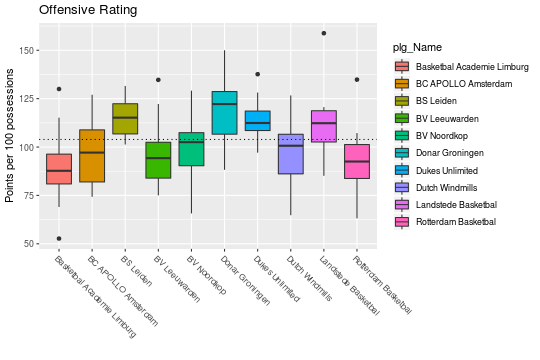 Offensive Rating
Points per 100 possessions
150
125
100
75
50
Basketbal Academie Limburg
BC APOLLO Amsterdam
BS Leiden
BV Leeuwarden
BV Noordkop
Donar Groningen
Dukes Unlimited
Dutch Windmills
Landstede Basketbal
Rotterdam Basketbal
plg_Name
Basketbal Academie Limburg
BC APOLLO Amsterdam
BS Leiden
BV Leeuwarden
BV Noordkop
Donar Groningen
Dukes Unlimited
Dutch Windmills
Landstede Basketbal
Rotterdam Basketbal